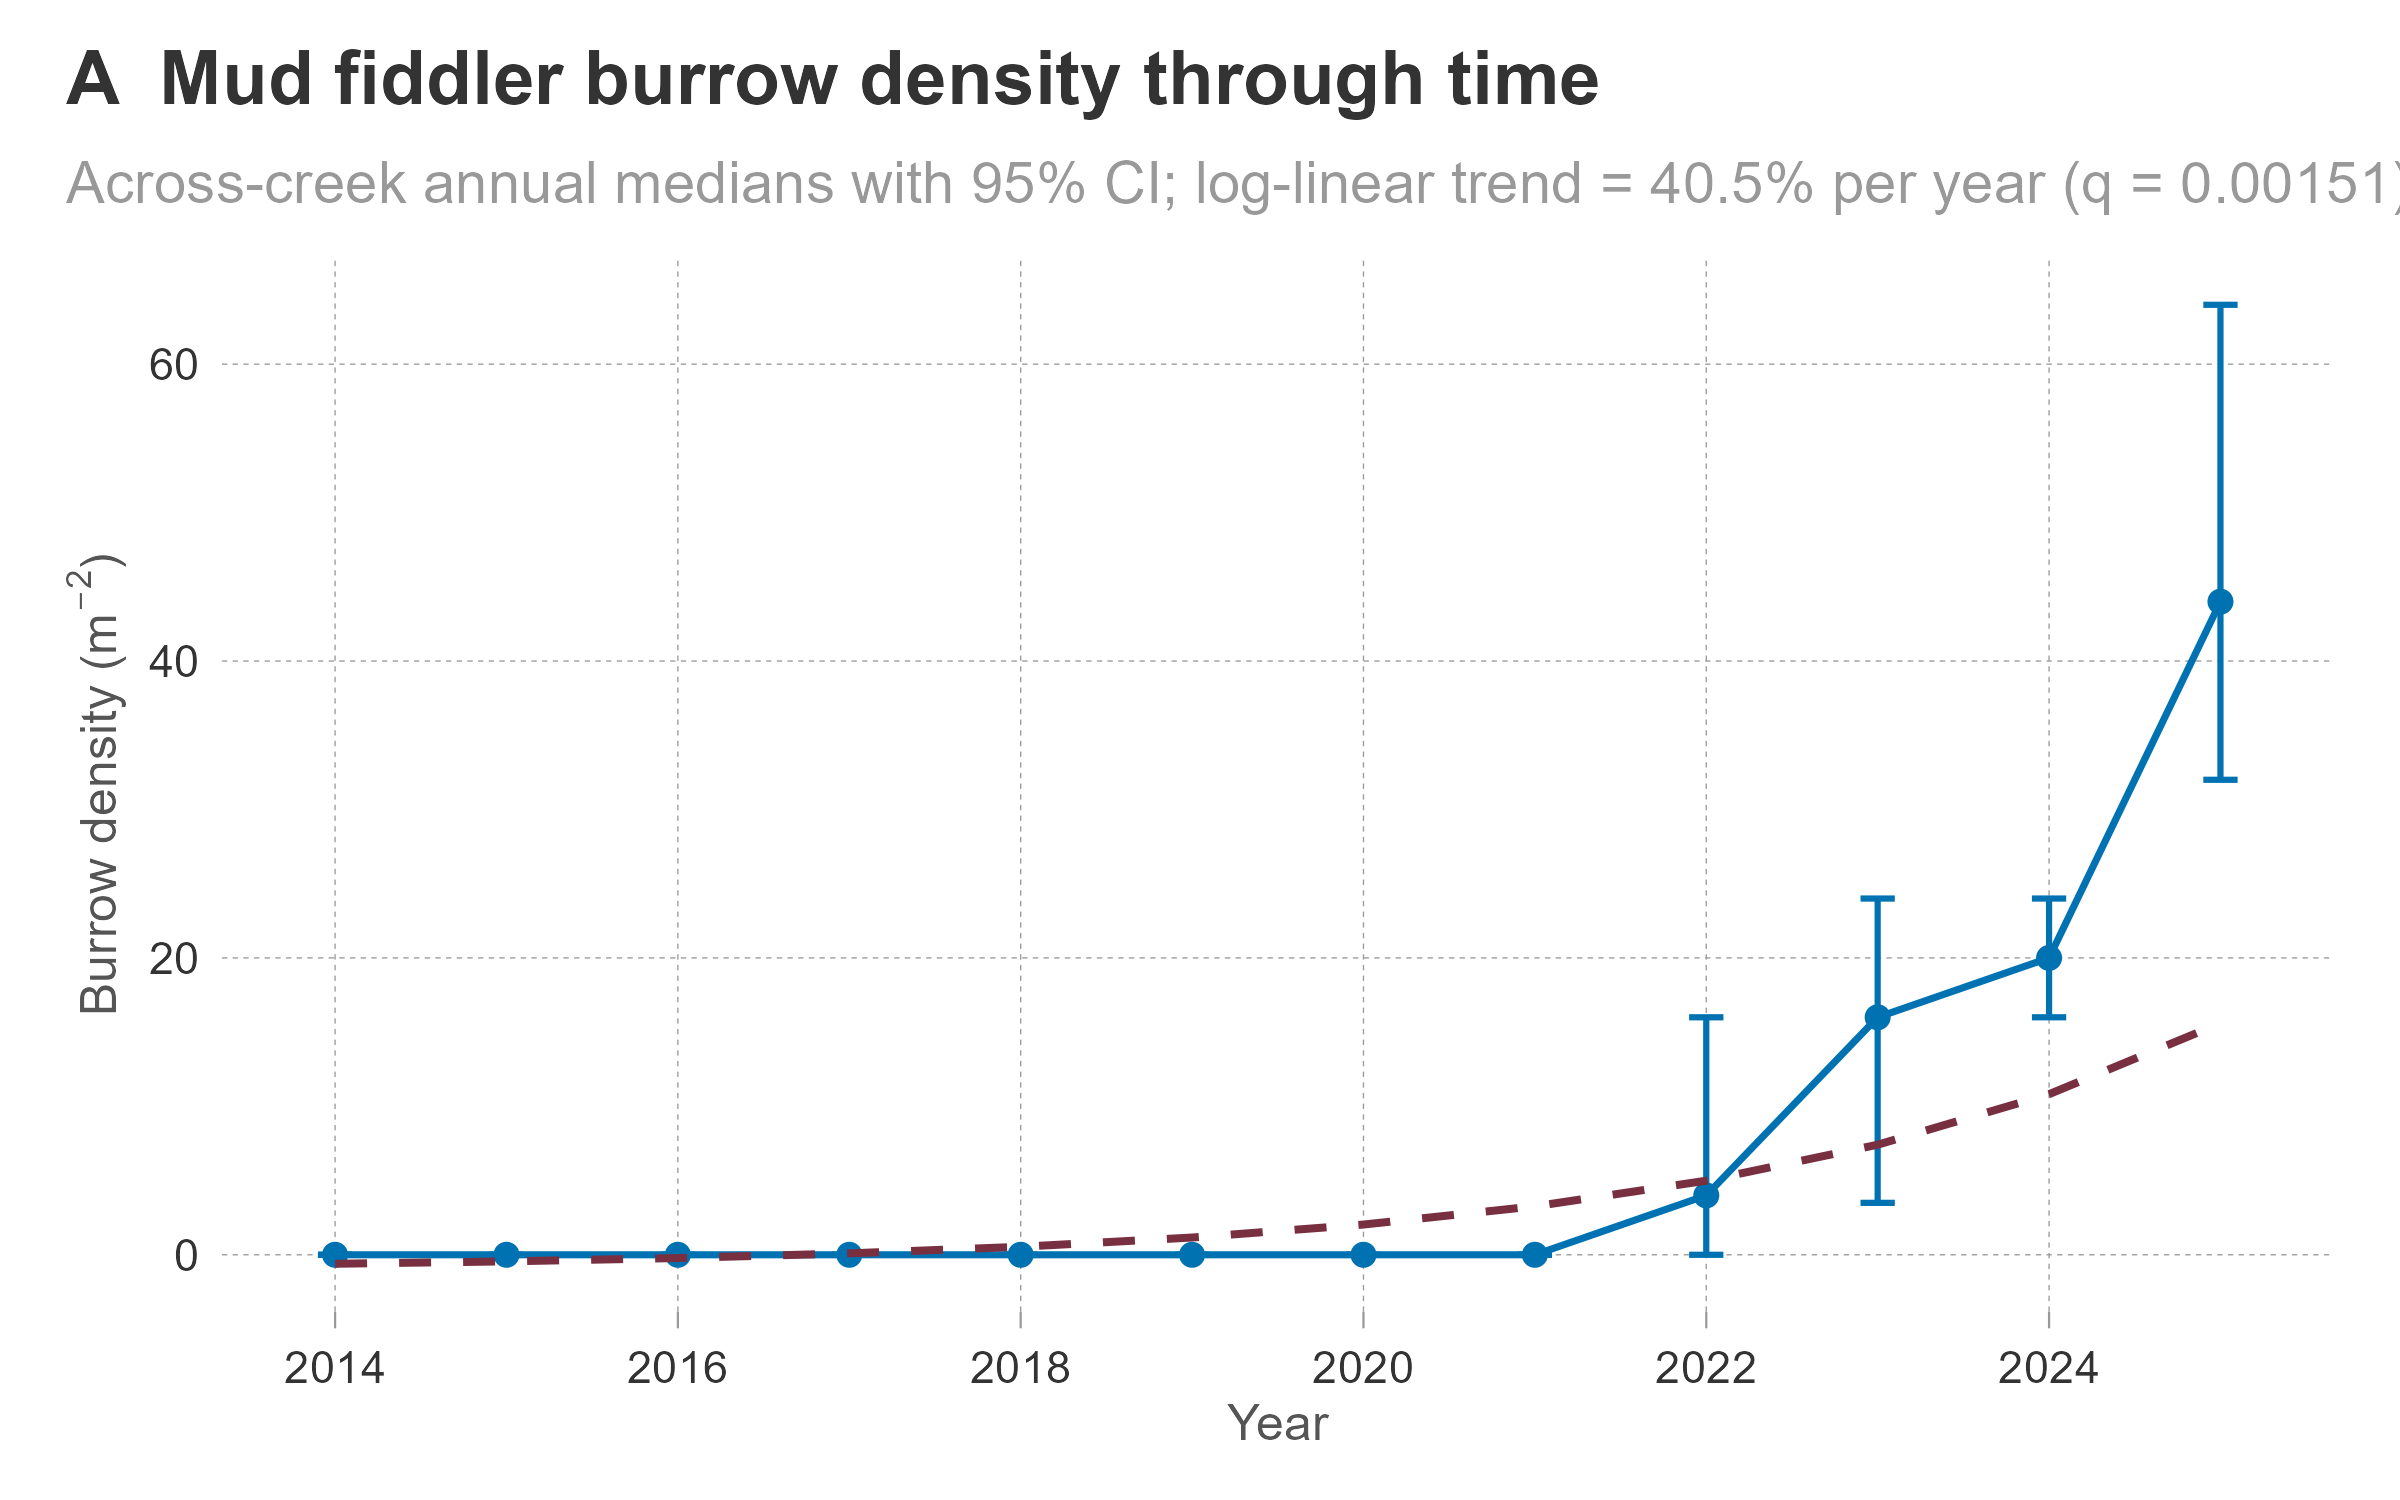 A Mud fiddler burrow density through time
Across-creek annual medians with 95% CI; log-linear trend = 40.5% per year (q = 0.00151)
60
40
20
0
Burrow density (m⁻²)
2014 2016 2018 2020 2022 2024
Year